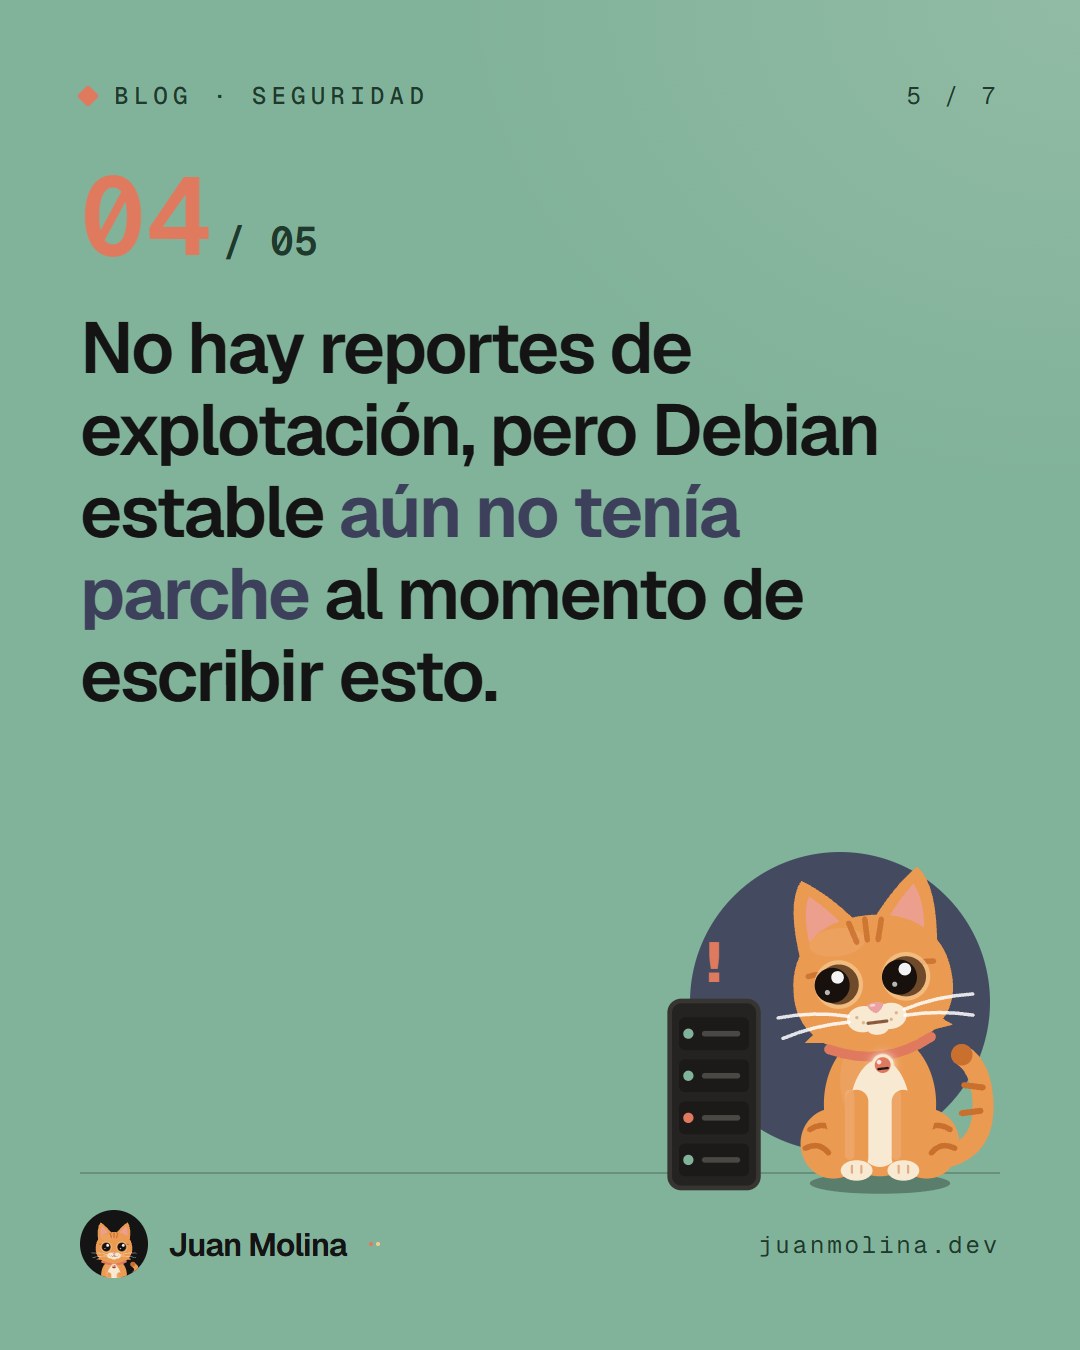 BLOG · SEGURIDAD
5 / 7
04 / 05
No hay reportes de
explotación, pero Debian
estable aún no tenía
parche al momento de
escribir esto.
!
Juan Molina
juanmolina.dev